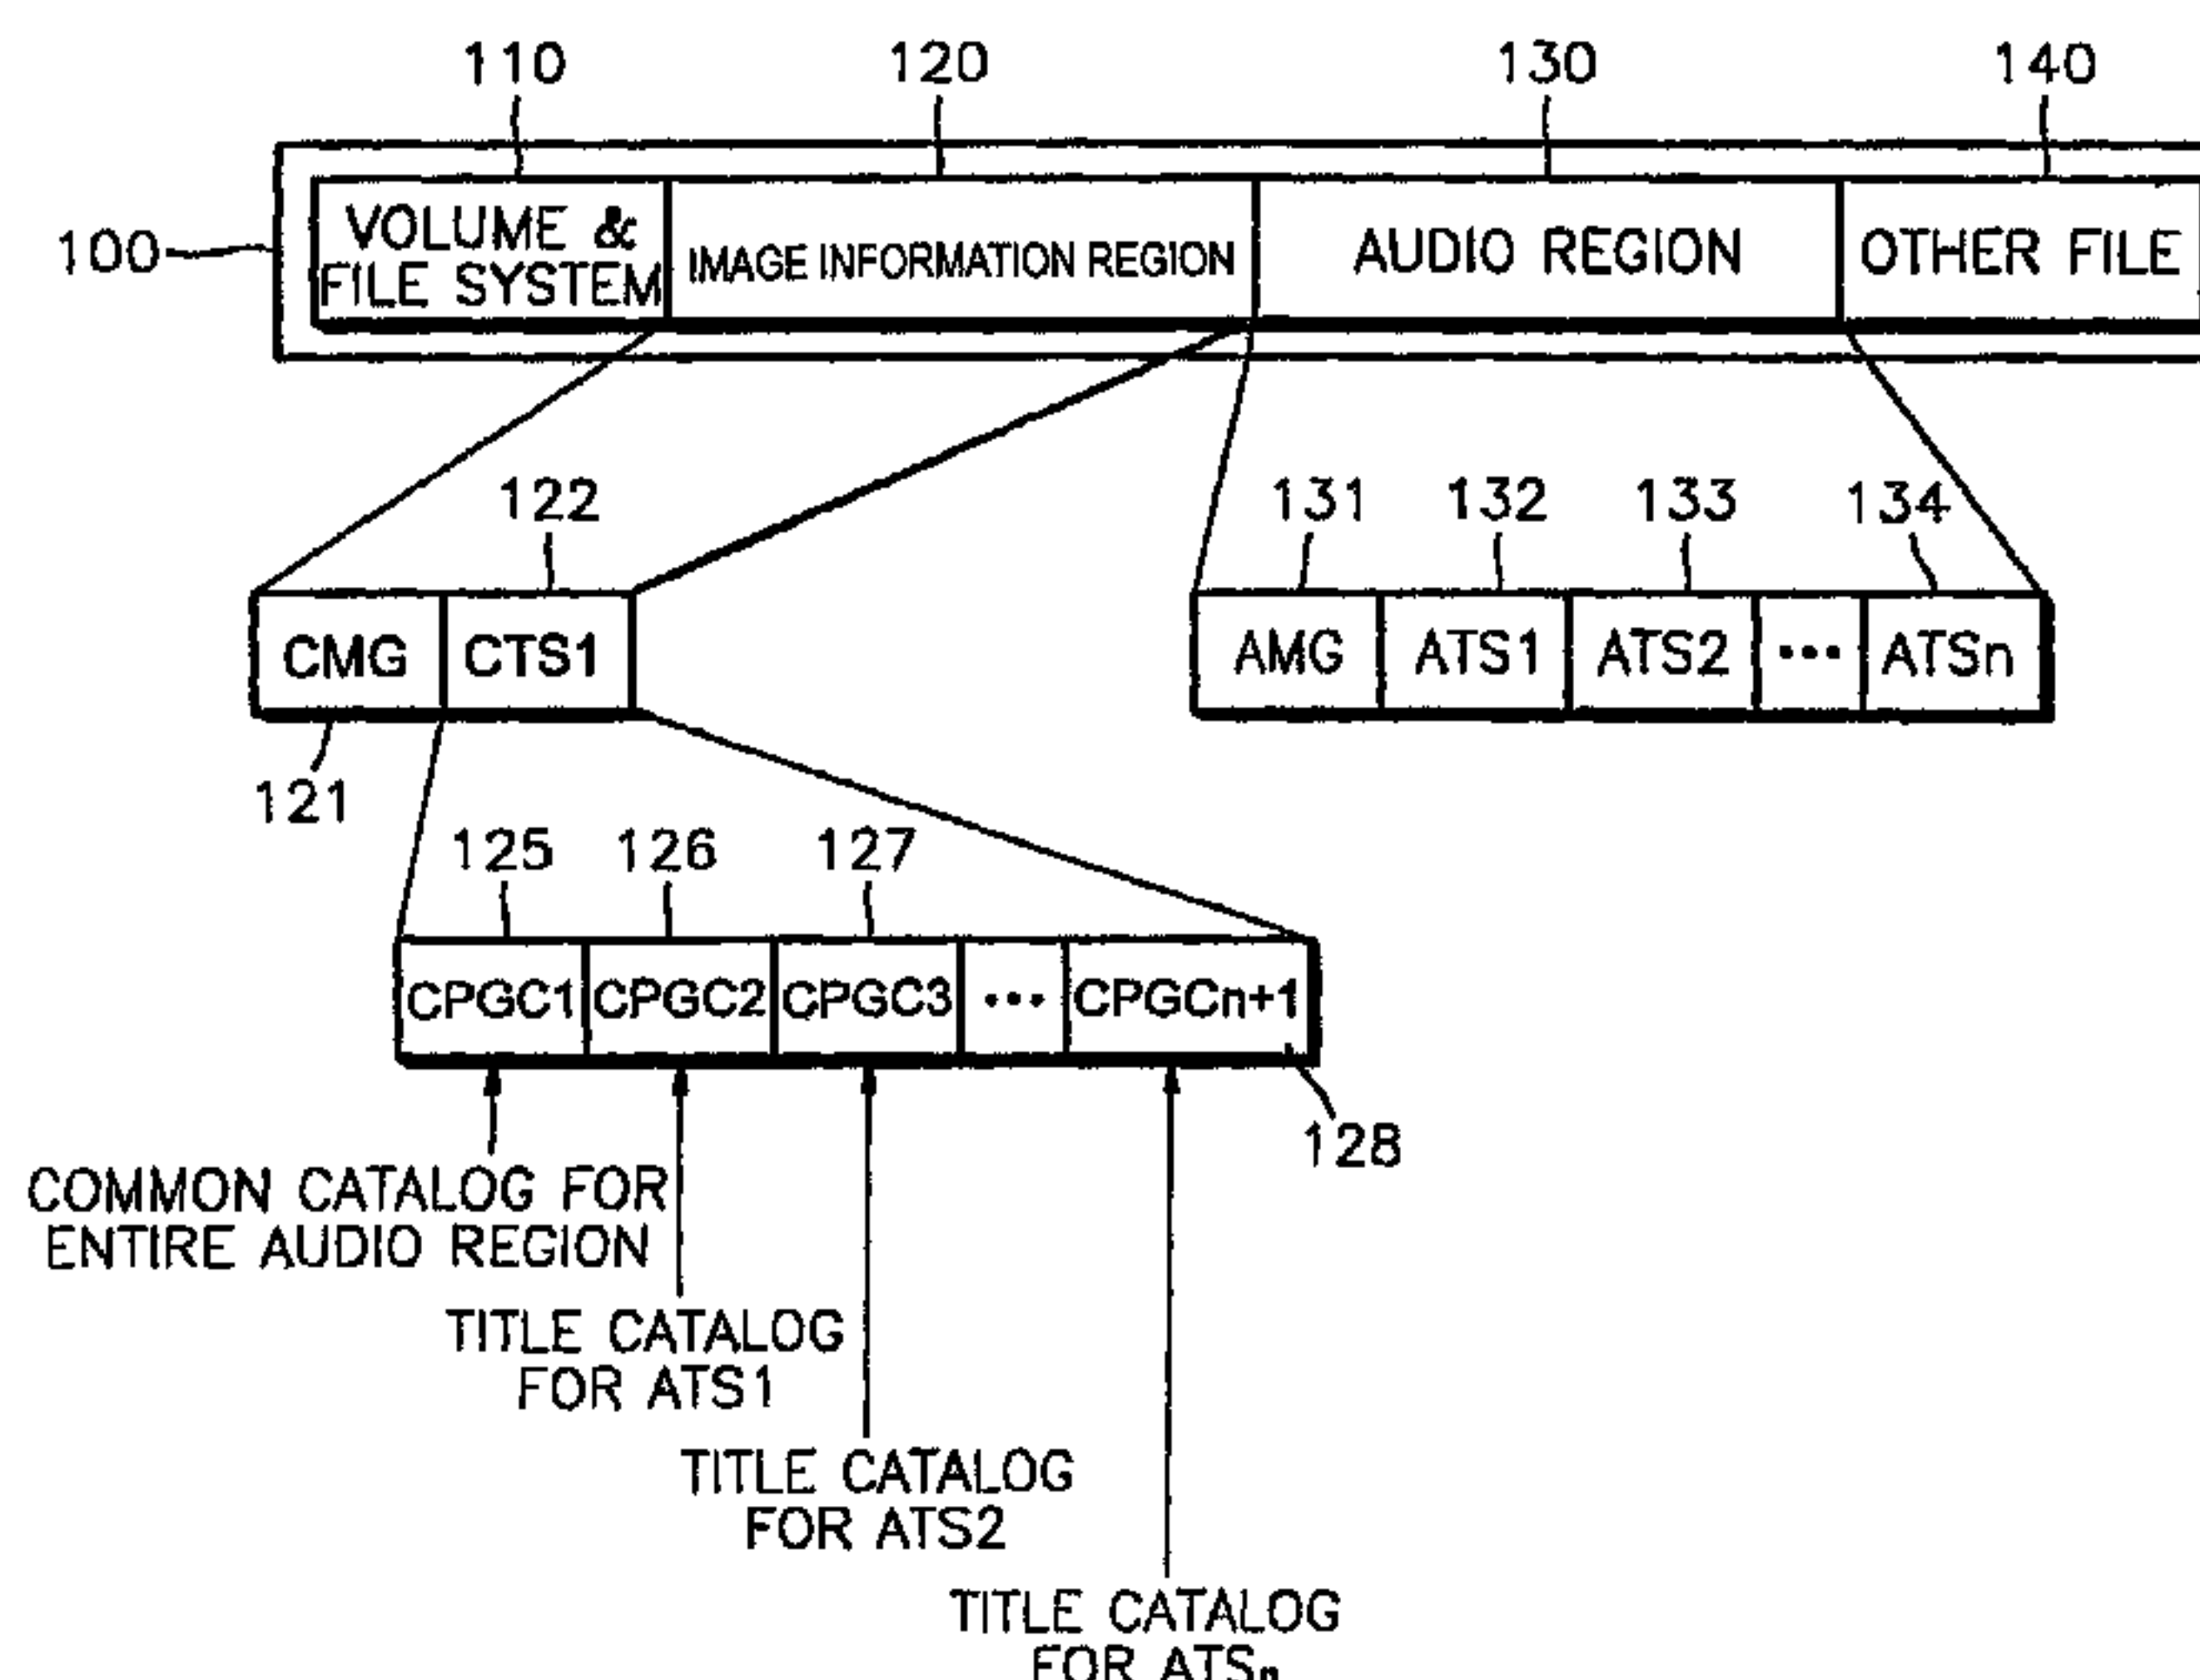 110
120
130
140
100
VOLUME &
FILE SYSTEM
IMAGE INFORMATION REGION
AUDIO REGION
OTHER FILE
122
131
132
133
134
CMG
CTS1
AMG
ATS1
ATS2
•••
ATSn
121
125
126
127
CPGC1
CPGC2
CPGC3
•••
CPGCn+1
128
COMMON CATALOG FOR
ENTIRE AUDIO REGION
TITLE CATALOG
FOR ATS1
TITLE CATALOG
FOR ATS2
TITLE CATALOG
FOR ATSn